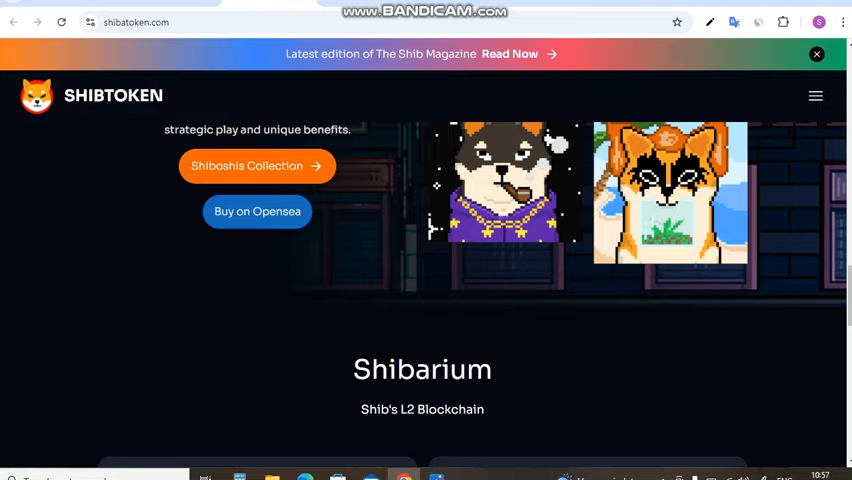 www.BANDICAM.com
shibatoken.com
S
Latest edition of The Shib Magazine Read Now →
SHIBTOKEN
strategic play and unique benefits.
Shiboshis Collection →
Buy on Opensea
Shibarium
Shib's L2 Blockchain
10:57